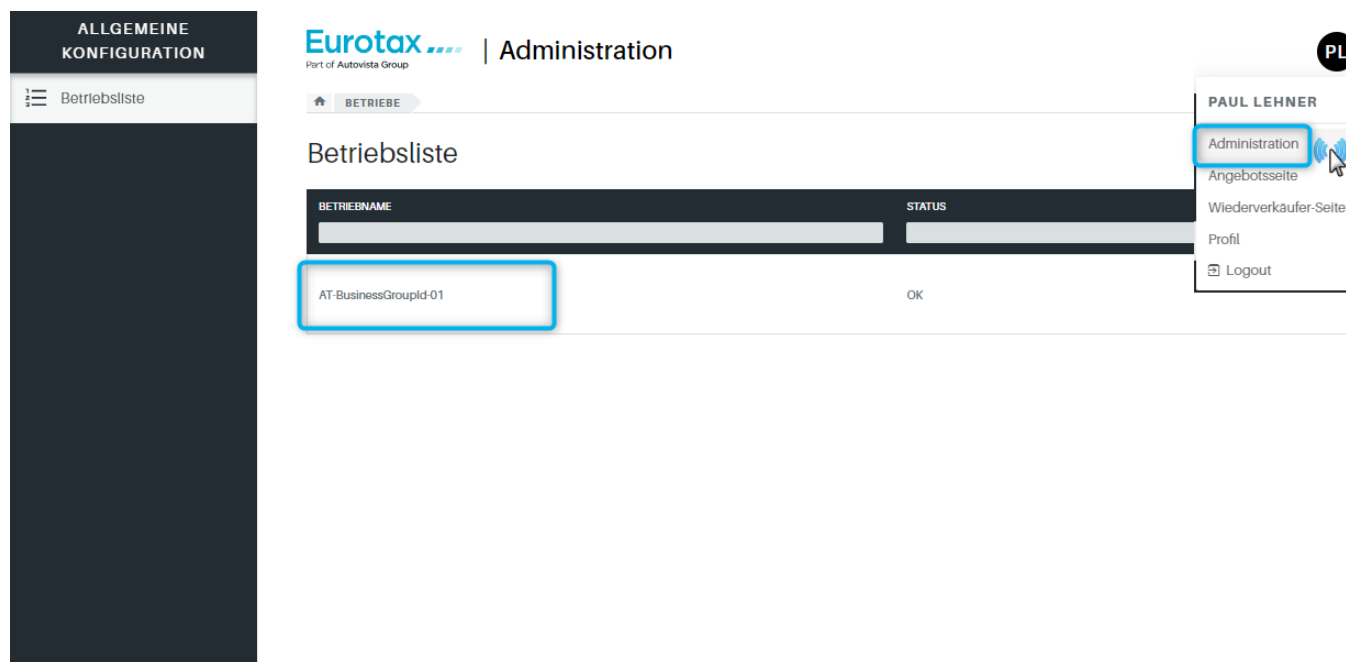 ALLGEMEINE
KONFIGURATION
Betriebsliste
Eurotax
Part of Autovista Group
| Administration
PL
BETRIEBE
Betriebsliste
BETRIEBNAME
STATUS
AT-BusinessGroupId-01
OK
PAUL LEHNER
Administration
Angebotsseite
Wiederverkäufer-Seite
Profil
Logout